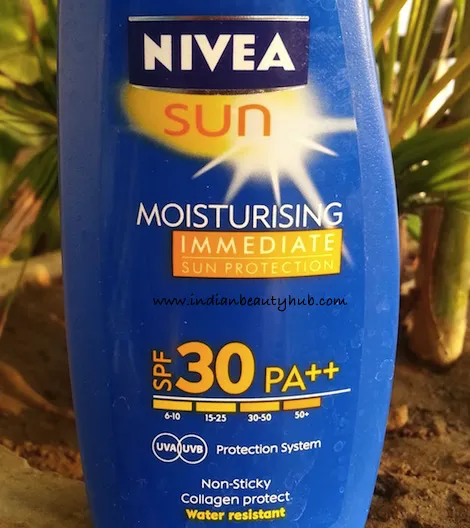 NIVEA
sun
MOISTURISING
IMMEDIATE
SUN PROTECTION
www.indianbeautyhub.com
SPF 30 PA++
6-10 15-25 30-50 50+
UVA UVB Protection System
Non-Sticky
Collagen protect
Water resistant